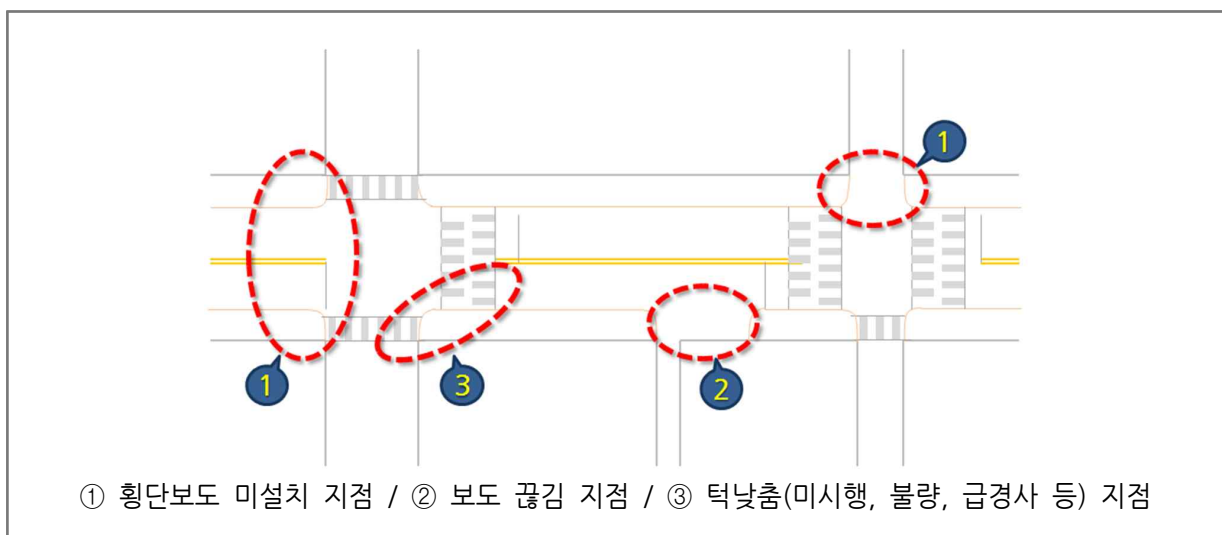 1
1
3
2
① 횡단보도 미설치 지점 / ② 보도 끊김 지점 / ③ 턱낮춤(미시행, 불량, 급경사 등) 지점